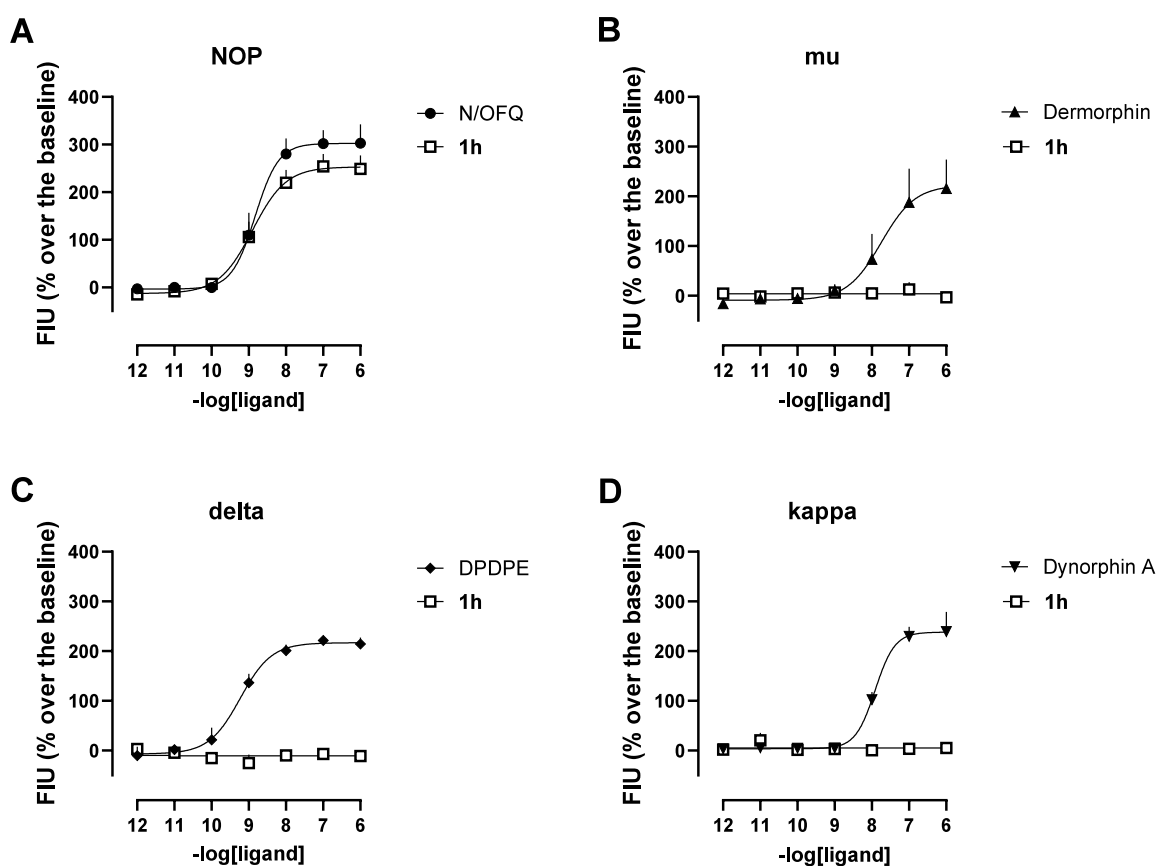 A
NOP
FIU (% over the baseline)
400
300
200
100
0
12 11 10 9 8 7 6
-log[ligand]
N/OFQ
1h
B
mu
FIU (% over the baseline)
400
300
200
100
0
12 11 10 9 8 7 6
-log[ligand]
Dermorphin
1h
C
delta
FIU (% over the baseline)
400
300
200
100
0
12 11 10 9 8 7 6
-log[ligand]
DPDPE
1h
D
kappa
FIU (% over the baseline)
400
300
200
100
0
12 11 10 9 8 7 6
-log[ligand]
Dynorphin A
1h